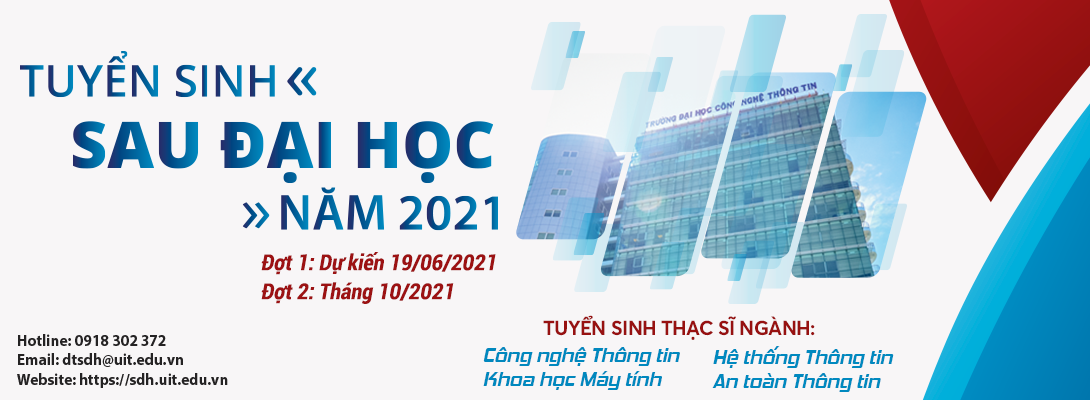 TUYỂN SINH «
SAU ĐẠI HỌC
» NĂM 2021
Đợt 1: Dự kiến 19/06/2021
Đợt 2: Tháng 10/2021
TRƯỜNG ĐẠI HỌC CÔNG NGHỆ THÔNG TIN
Hotline: 0918 302 372
Email: dtsdh@uit.edu.vn
Website: https://sdh.uit.edu.vn
TUYỂN SINH THẠC SĨ NGÀNH:
Công nghệ Thông tin
Khoa học Máy tính
Hệ thống Thông tin
An toàn Thông tin